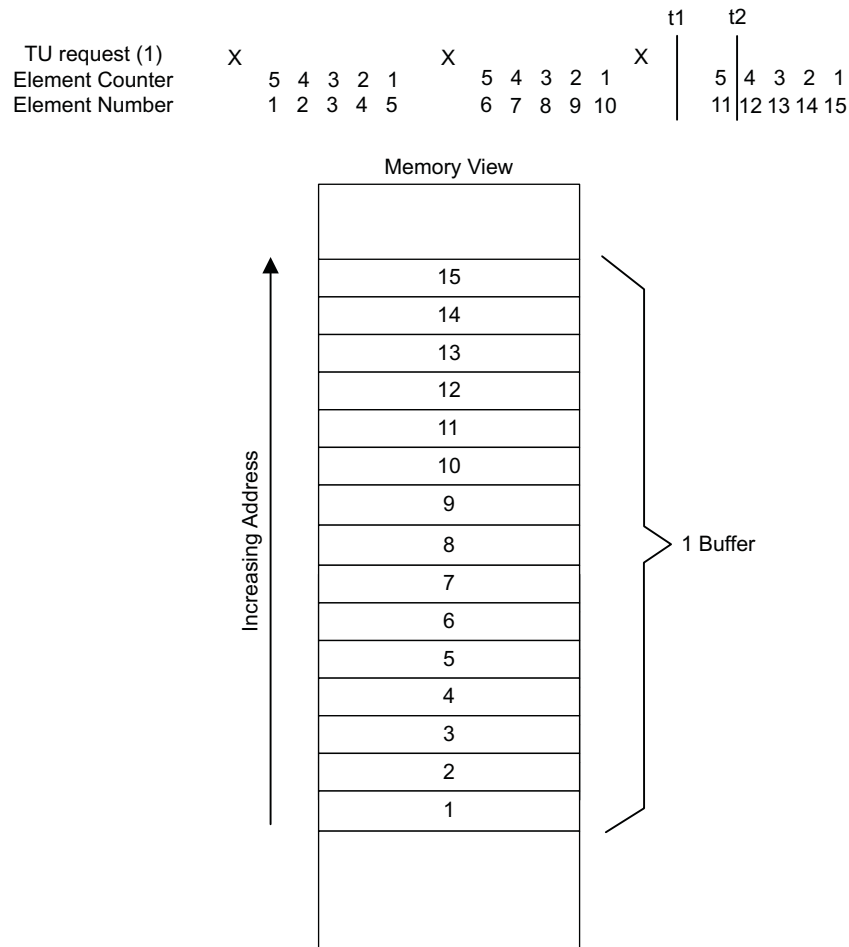 t1 t2
TU request (1) X X X
Element Counter 5 4 3 2 1 5 4 3 2 1 5 4 3 2 1
Element Number 1 2 3 4 5 6 7 8 9 10 11 12 13 14 15
Memory View
15
14
13
12
11
10
9
8
7
6
5
4
3
2
1
Increasing Address
1 Buffer